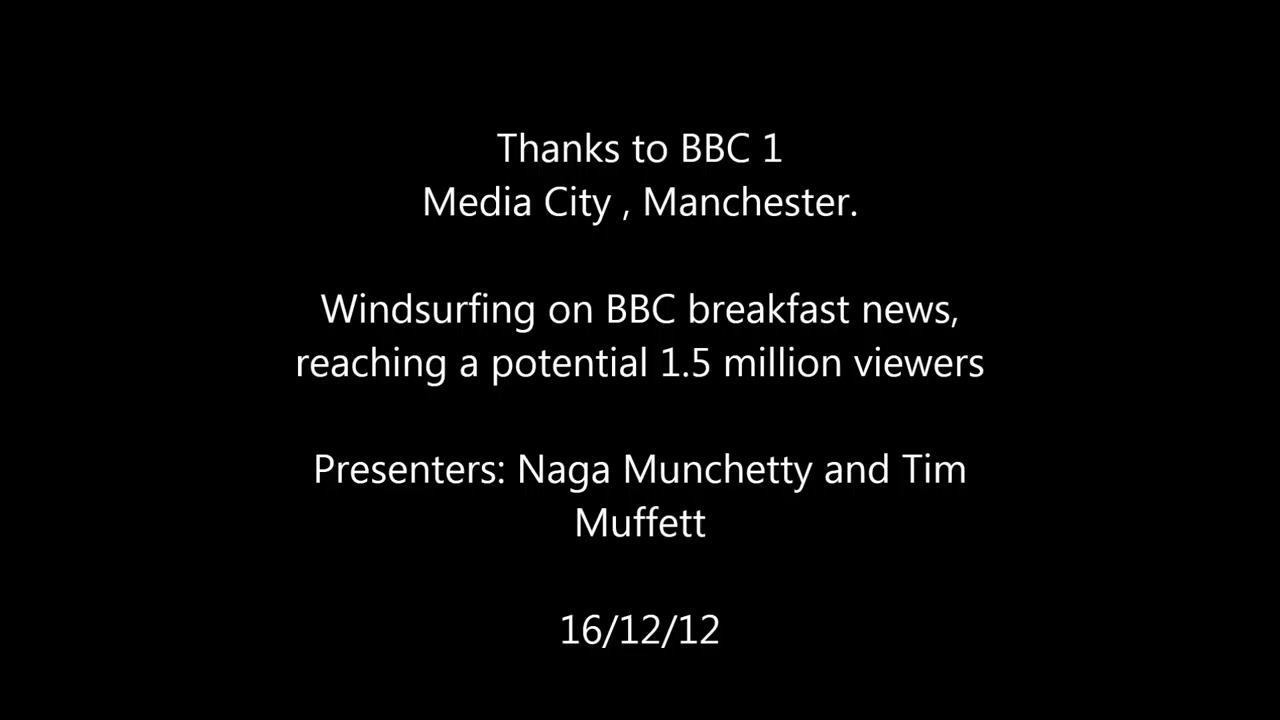 Thanks to BBC 1
Media City , Manchester.
Windsurfing on BBC breakfast news,
reaching a potential 1.5 million viewers
Presenters: Naga Munchetty and Tim
Muffett
16/12/12